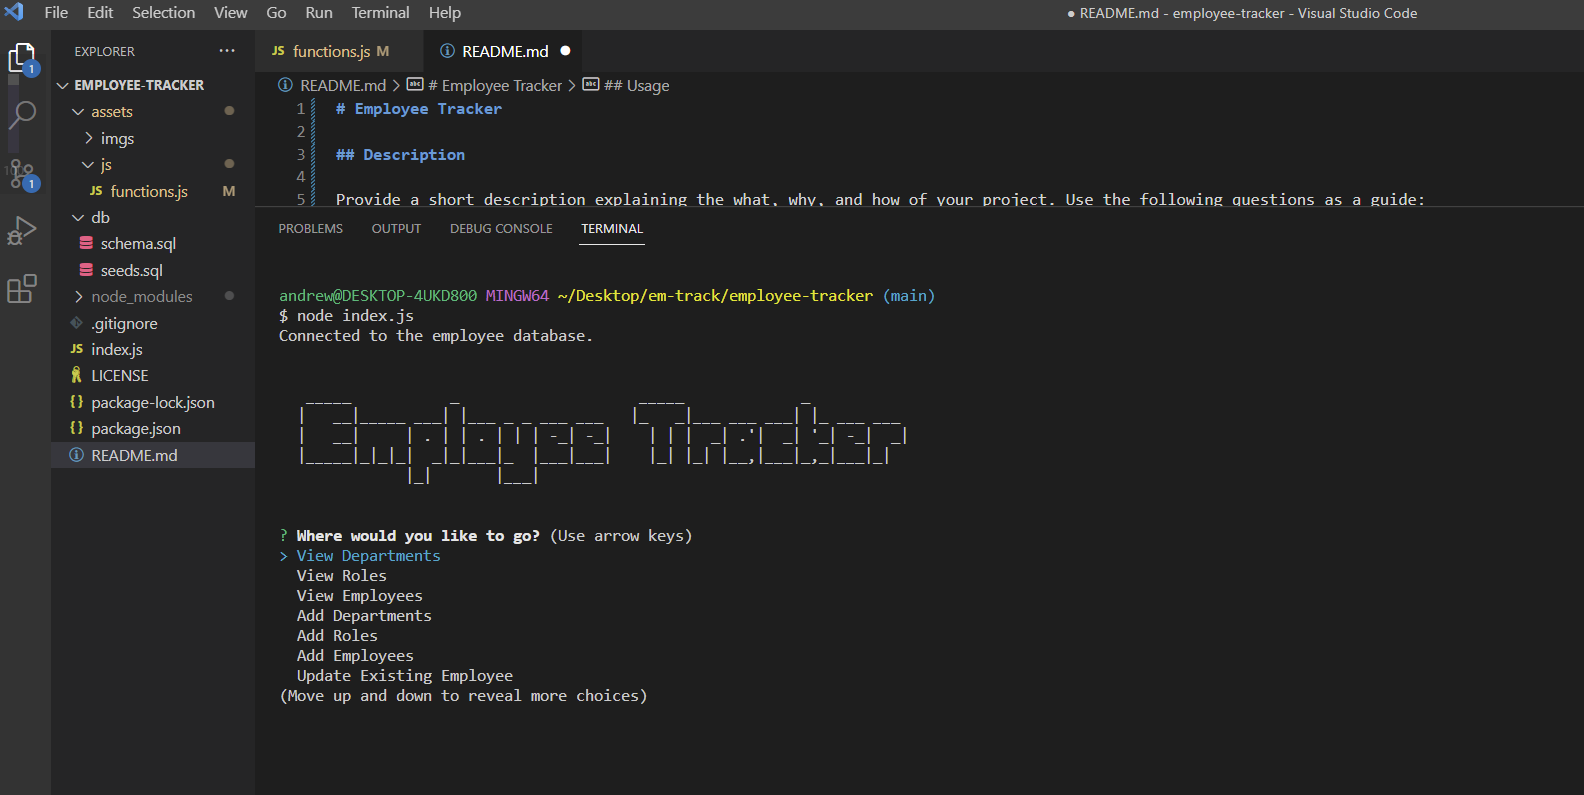 File Edit Selection View Go Run Terminal Help
● README.md - employee-tracker - Visual Studio Code
EXPLORER ···
EMPLOYEE-TRACKER
assets
imgs
js
JS functions.js M
db
schema.sql
seeds.sql
node_modules
.gitignore
JS index.js
LICENSE
{} package-lock.json
{} package.json
README.md
1
1
JS functions.js M README.md ●
README.md > # Employee Tracker > ## Usage
1 # Employee Tracker
2
3 ## Description
4
5 Provide a short description explaining the what, why, and how of your project. Use the following questions as a guide:
PROBLEMS OUTPUT DEBUG CONSOLE TERMINAL
andrew@DESKTOP-4UKD800 MINGW64 ~/Desktop/em-track/employee-tracker (main)
$ node index.js
Connected to the employee database.
Employee Tracker
? Where would you like to go? (Use arrow keys)
> View Departments
View Roles
View Employees
Add Departments
Add Roles
Add Employees
Update Existing Employee
(Move up and down to reveal more choices)